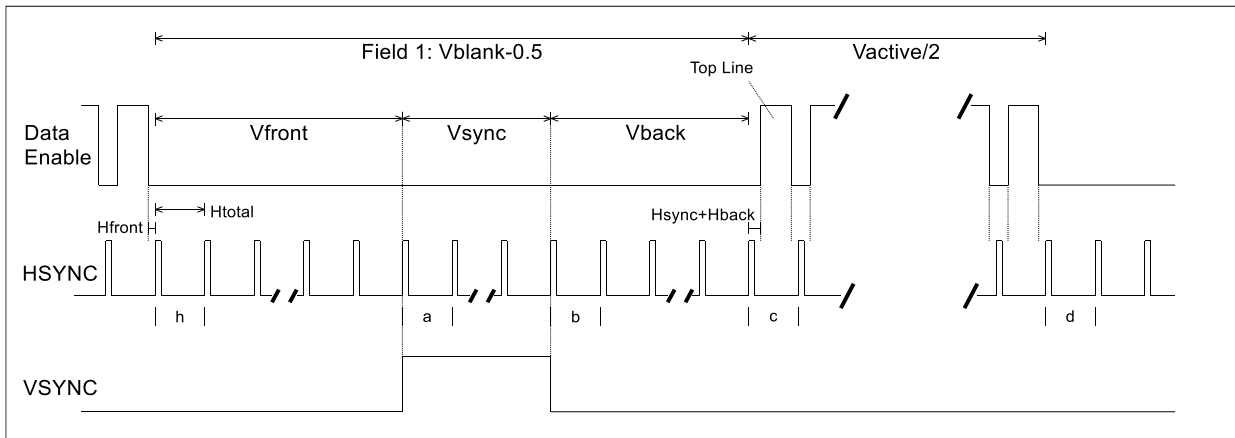 Field 1: Vblank-0.5
Vactive/2
Top Line
Data
Enable
Vfront
Vsync
Vback
Hfront
Htotal
Hsync+Hback
HSYNC
h
a
b
c
d
VSYNC